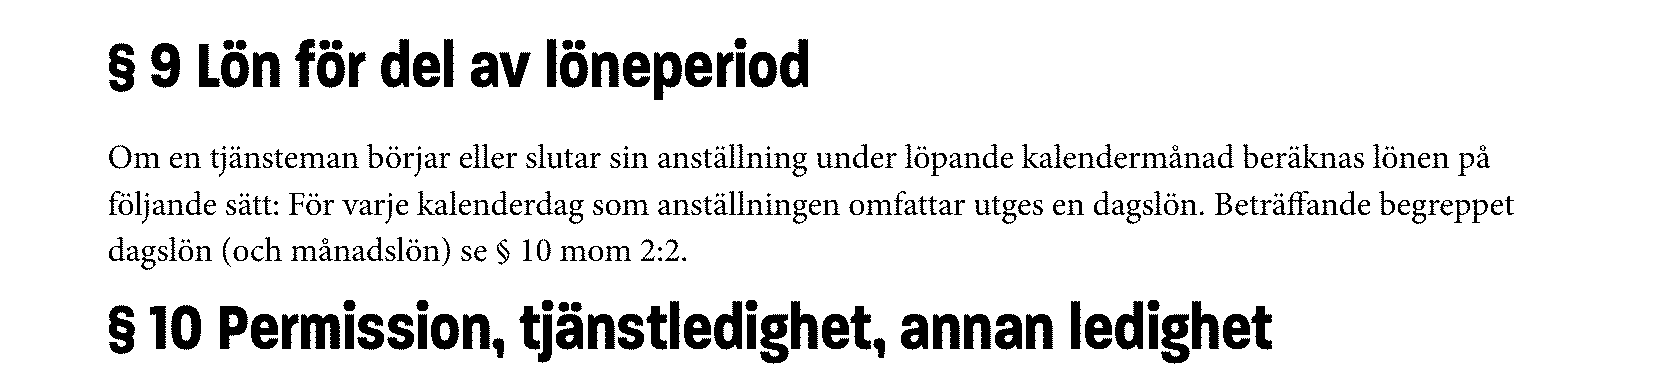 § 9 Lön för del av löneperiod
Om en tjänsteman börjar eller slutar sin anställning under löpande kalendermånad beräknas lönen på
följande sätt: För varje kalenderdag som anställningen omfattar utges en dagslön. Beträffande begreppet
dagslön (och månadslön) se § 10 mom 2:2.
§ 10 Permission, tjänstledighet, annan ledighet